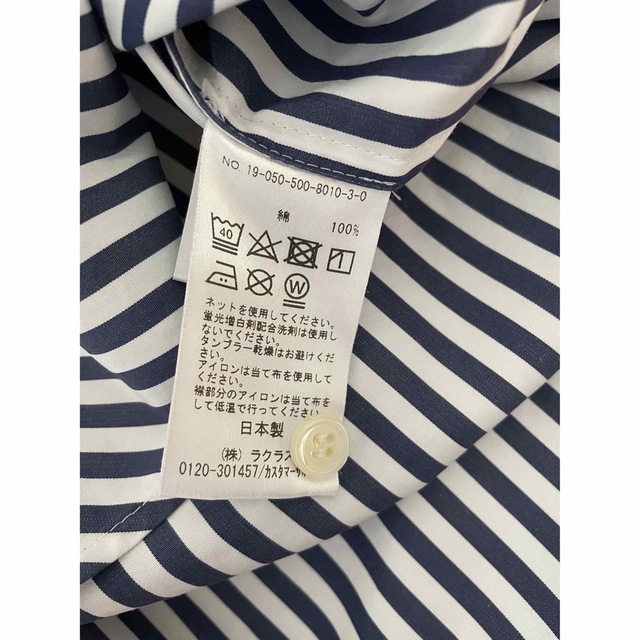 NO. 19-050-500-8010-3-0
綿 100%
40
W
ネットを使用してください。
蛍光増白剤配合洗剤は使用し
ないでください。
タンブラー乾燥はお避けくだ
さい。
アイロンは当て布を使用して
ください。
襟部分のアイロンは当て布を
して低温で行ってください。
日本製
(株) ラクラス
0120-301457/カスタマーサ